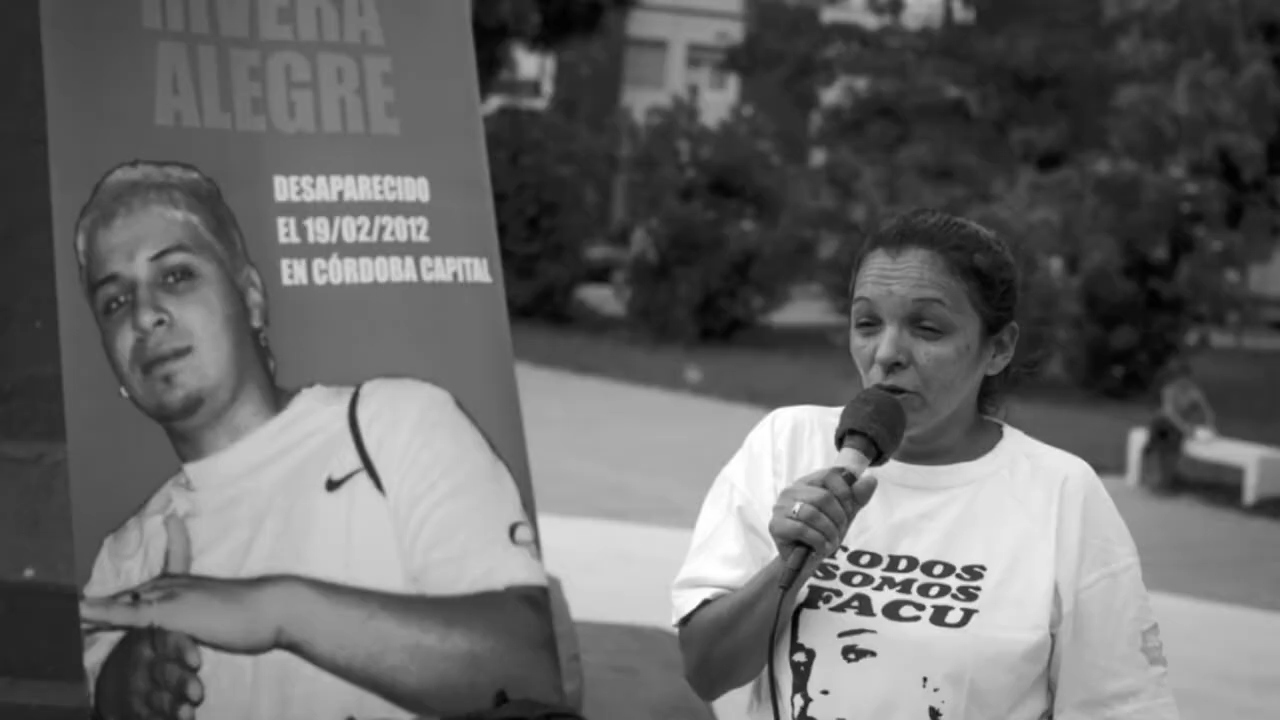 RIVERA
ALEGRE
DESAPARECIDO
EL 19/02/2012
EN CÓRDOBA CAPITAL
TODOS
SOMOS
FACU